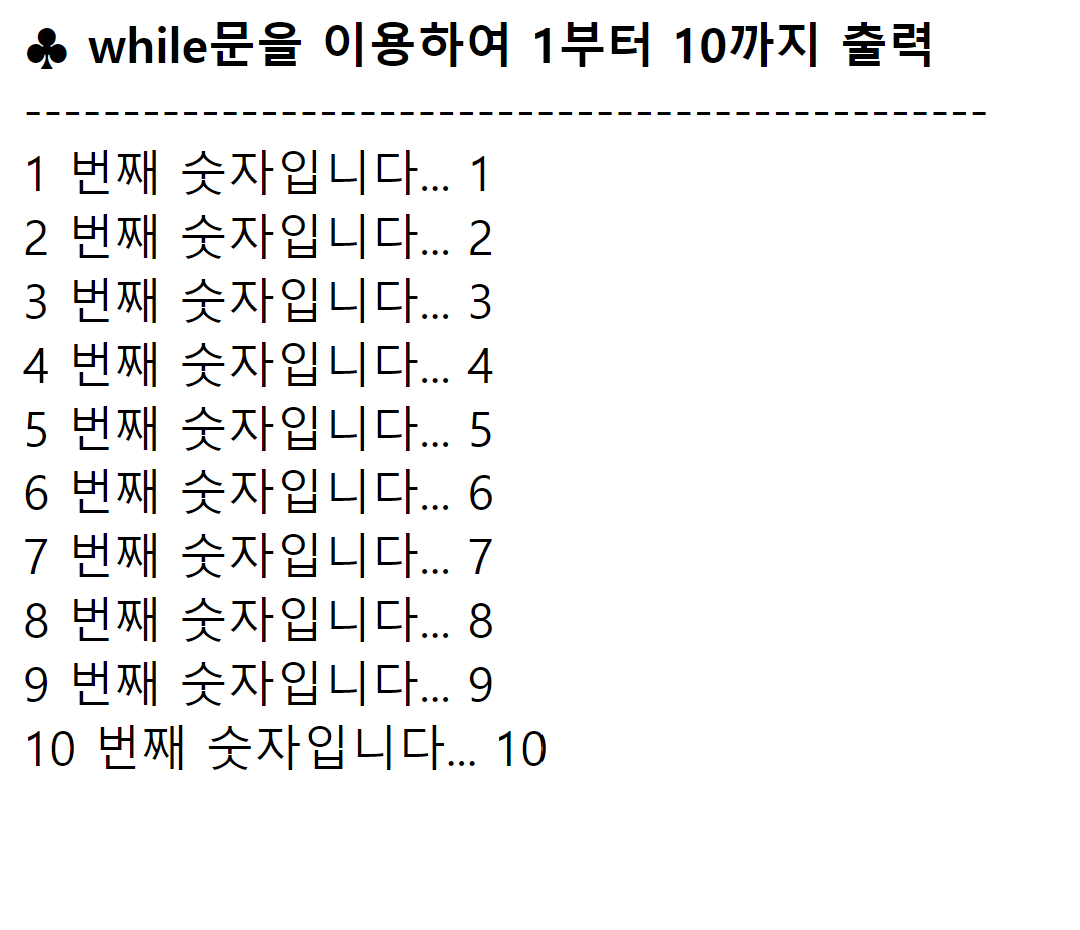 ♣ while문을 이용하여 1부터 10까지 출력
-------------------------------------------------
1 번째 숫자입니다... 1
2 번째 숫자입니다... 2
3 번째 숫자입니다... 3
4 번째 숫자입니다... 4
5 번째 숫자입니다... 5
6 번째 숫자입니다... 6
7 번째 숫자입니다... 7
8 번째 숫자입니다... 8
9 번째 숫자입니다... 9
10 번째 숫자입니다... 10